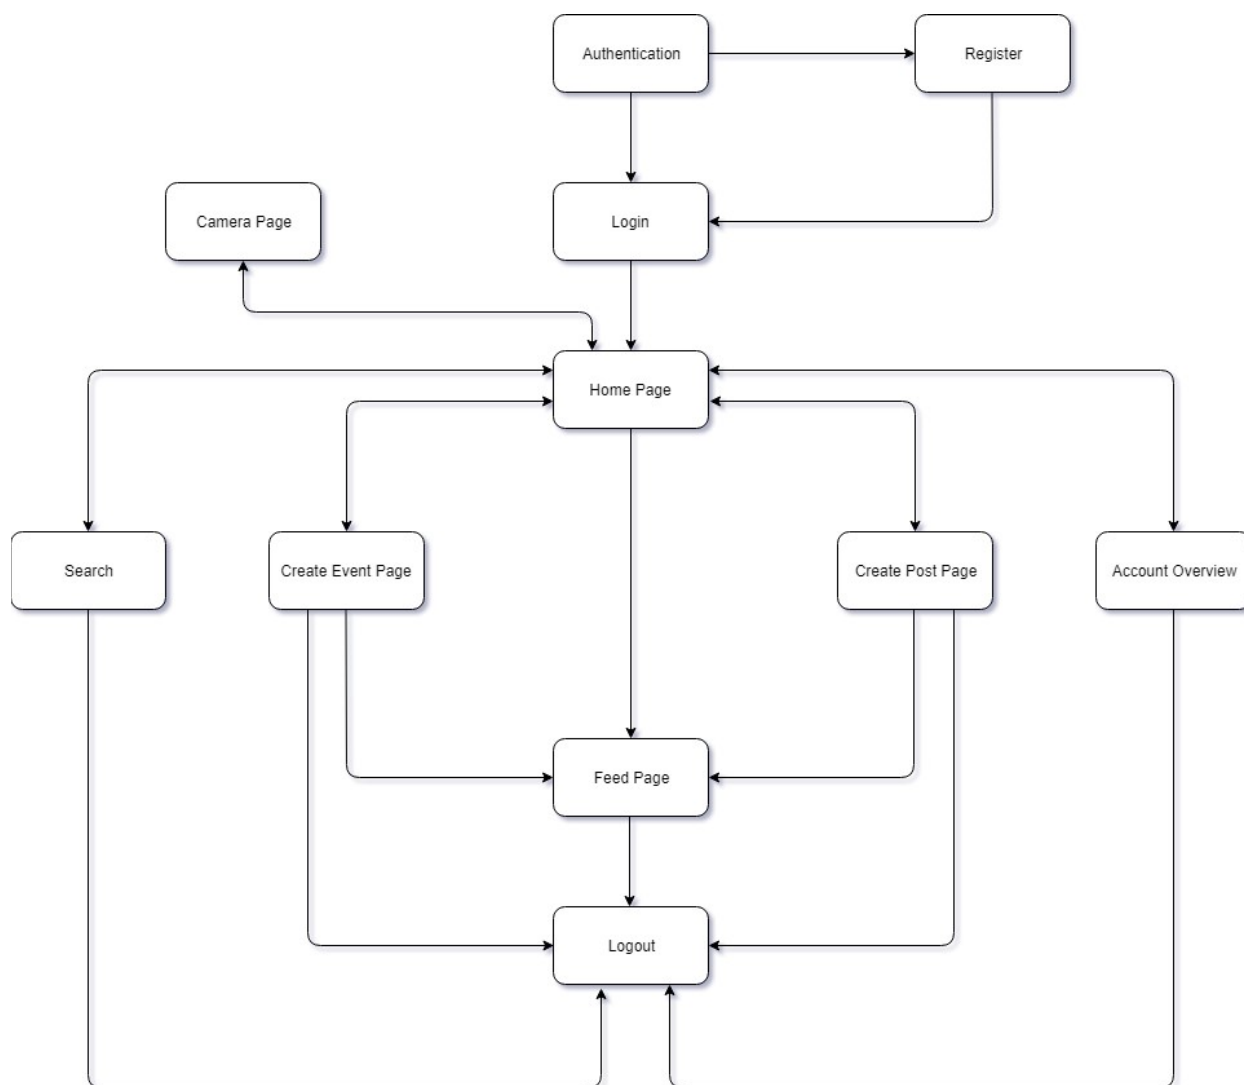 Authentication
Register
Camera Page
Login
Home Page
Search
Create Event Page
Create Post Page
Account Overview
Feed Page
Logout